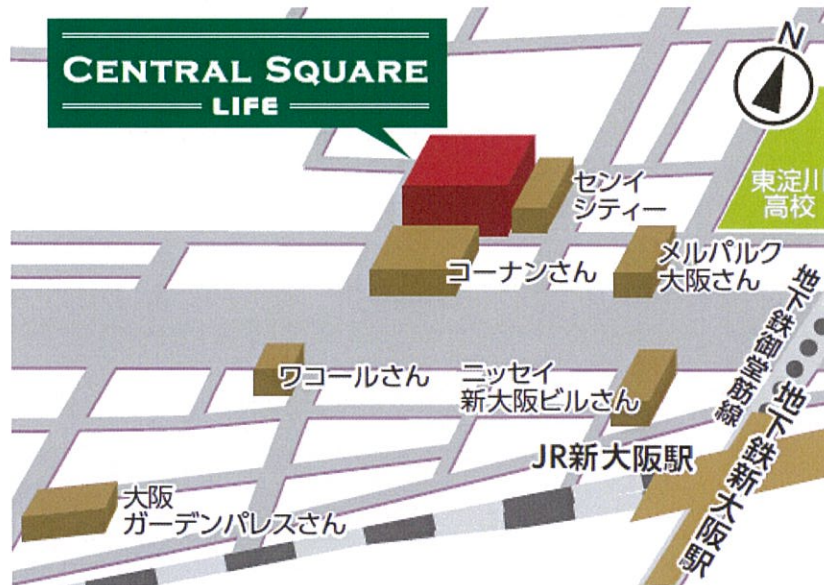 CENTRAL SQUARE
LIFE
N
東淀川
高校
センイ
シティー
コーナンさん
メルパルク
大阪さん
地下鉄御堂筋線
ワコールさん
ニッセイ
新大阪ビルさん
JR新大阪駅
地下鉄新大阪駅
大阪
ガーデンパレスさん